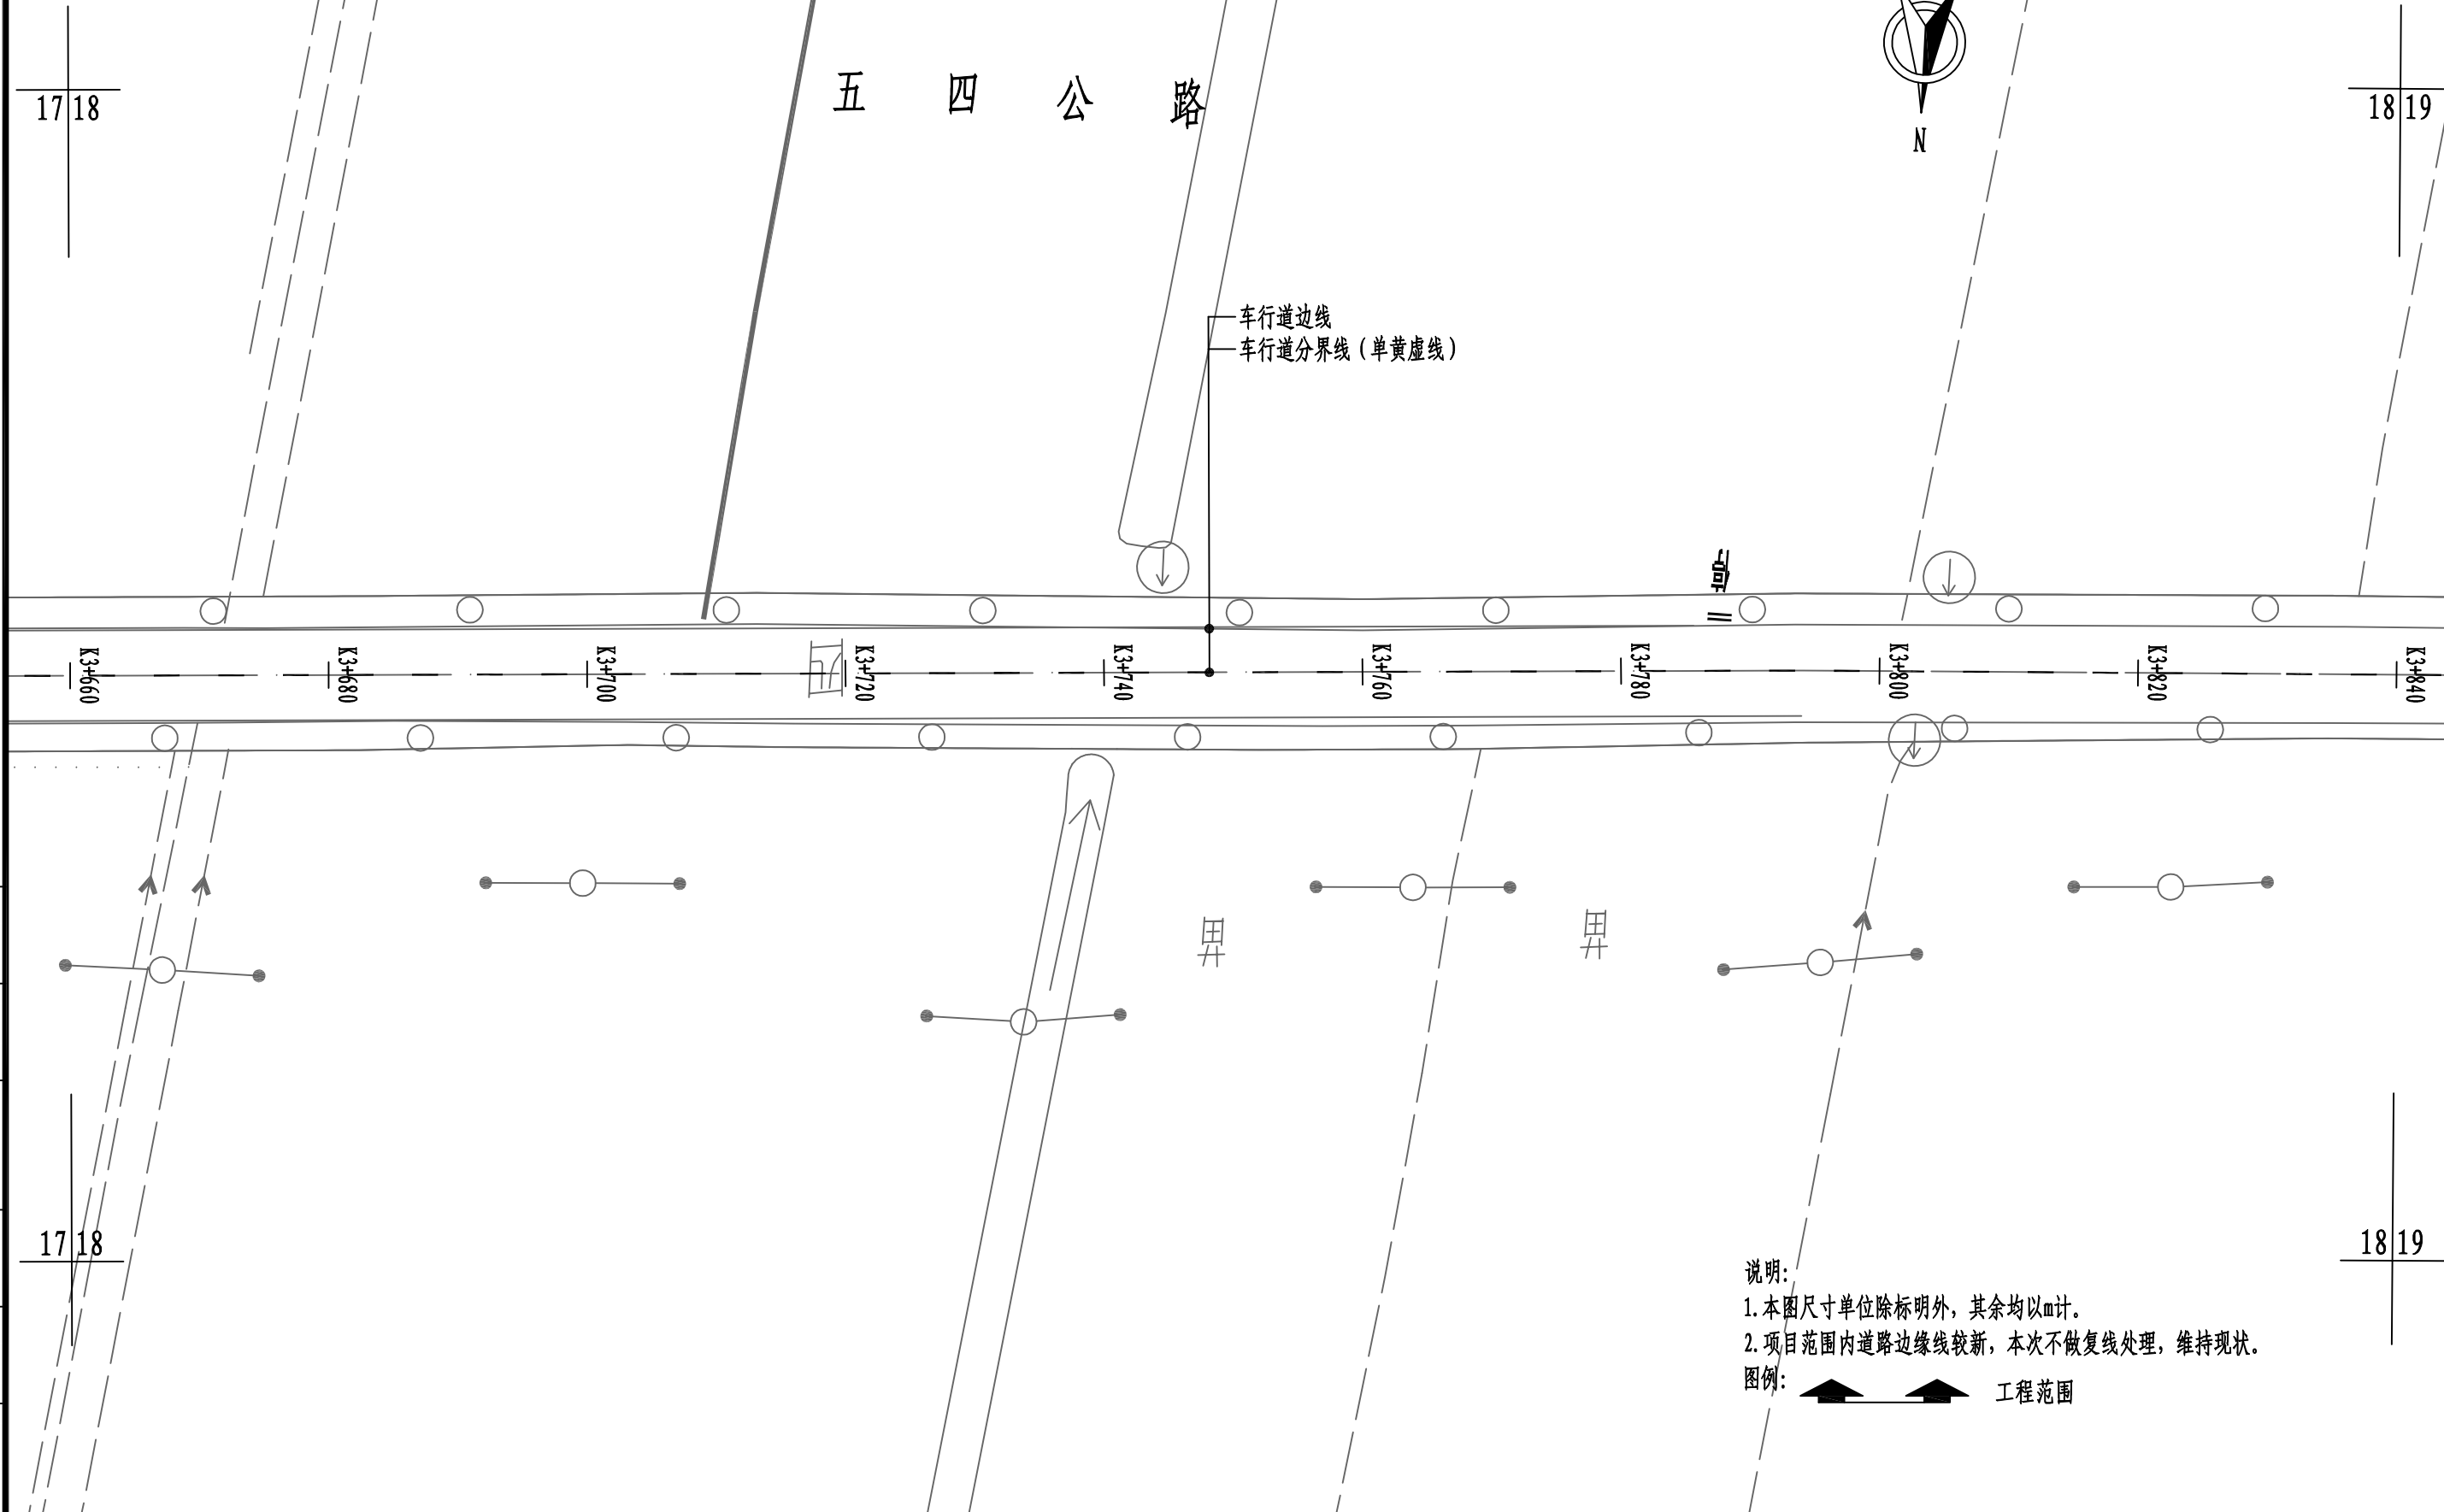 17 18
五四公路
N
18 19
车行道边线
车行道分界线（单黄虚线）
K3+660
K3+680
K3+700
四
K3+720
K3+740
K3+760
K3+780
K3+800
K3+820
K3+840
17 18
18 19
说明：
1.本图尺寸单位除标明外，其余均以m计。
2.项目范围内道路边缘线较新，本次不做复线处理，维持现状。
图例：
工程范围